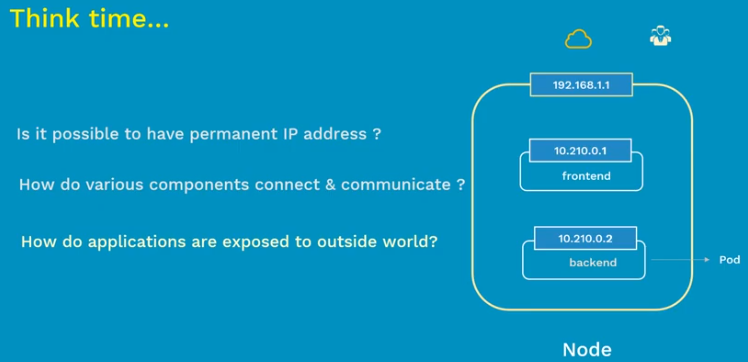 Think time...
192.168.1.1
Is it possible to have permanent IP address ?
10.210.0.1
frontend
How do various components connect & communicate ?
How do applications are exposed to outside world?
10.210.0.2
backend
Pod
Node